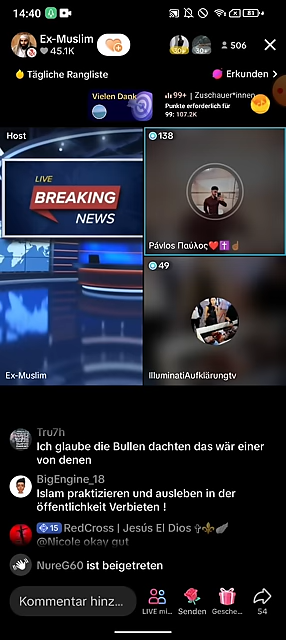 14:40
81
Ex-Muslim
45.1K
30+
506
Tägliche Rangliste
Erkunden
Vielen Dank
99+ | Zuschauer*innen
Punkte erforderlich für
99: 107.2K
Host
138
LIVE
BREAKING
NEWS
Pávlos Παύλος❤️✝️☝🏽
49
Ex-Muslim
IlluminatiAufklärungtv
Tru7h
Ich glaube die Bullen dachten das wär einer
von denen
BigEngine_18
Islam praktizieren und ausleben in der
öffentlichkeit Verbieten !
15 RedCross | Jesús El Dios ✞⚜️🪽
@Nicole okay gut
NureG60 ist beigetreten
Kommentar hinz...
LIVE mi...
Senden
Gesche...
54